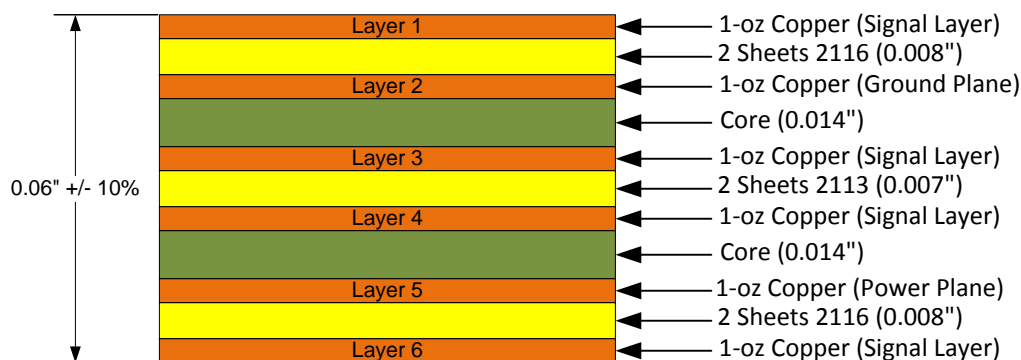 Layer 1
1-oz Copper (Signal Layer)
2 Sheets 2116 (0.008")
Layer 2
1-oz Copper (Ground Plane)
Core (0.014")
Layer 3
1-oz Copper (Signal Layer)
0.06" +/- 10%
2 Sheets 2113 (0.007")
Layer 4
1-oz Copper (Signal Layer)
Core (0.014")
Layer 5
1-oz Copper (Power Plane)
2 Sheets 2116 (0.008")
Layer 6
1-oz Copper (Signal Layer)